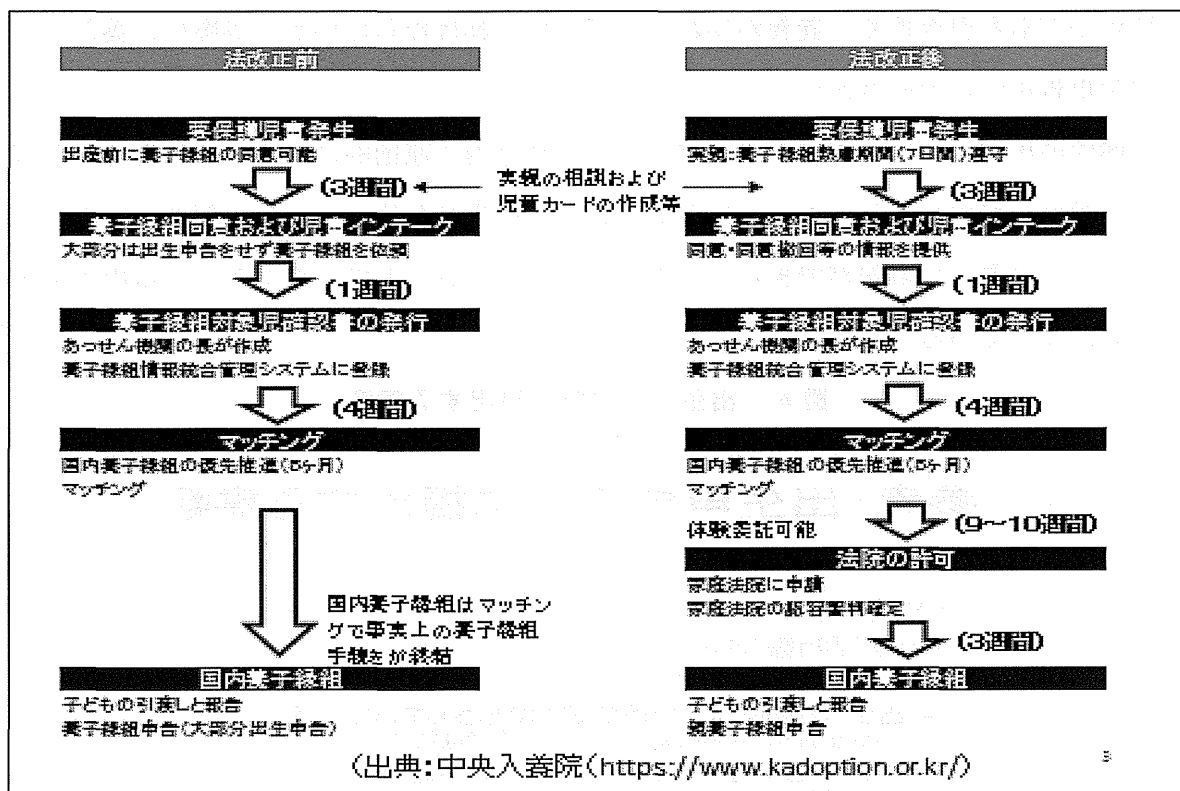 法改正前
要保護児童発生
出産前に養子縁組の同意可能
(3週間)
養子縁組同意および児童インテーク
大部分は出生申告をせず養子縁組を依頼
(1週間)
養子縁組対象児確認書の発行
あっせん機関の長が作成
養子縁組情報統合管理システムに登録
(4週間)
マッチング
国内養子縁組の優先推進(5ヶ月)
マッチング
国内養子縁組はマッチン
グで事実上の養子縁組
手続きが終結
国内養子縁組
子どもの引渡しと報告
養子縁組申告(大部分出生申告)
実親の相談および
児童カードの作成等
法改正後
要保護児童発生
実親:養子縁組熟慮期間(7日間)遵守
(3週間)
養子縁組同意および児童インテーク
同意・同意撤回等の情報を提供
(1週間)
養子縁組対象児確認書の発行
あっせん機関の長が作成
養子縁組統合管理システムに登録
(4週間)
マッチング
国内養子縁組の優先推進(5ヶ月)
マッチング
体験委託可能
(9～10週間)
法院の許可
家庭法院に申請
家庭法院の認容審判確定
(3週間)
国内養子縁組
子どもの引渡しと報告
親養子縁組申告
(出典:中央入養院(https://www.kadoption.or.kr/)
3